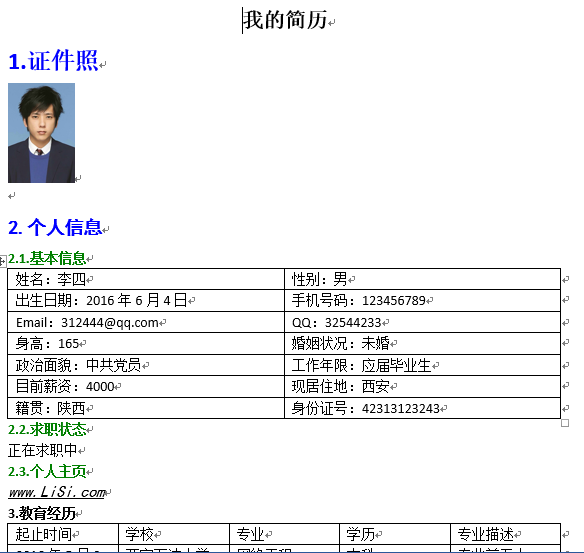 我的简历
1.证件照
2. 个人信息
2.1.基本信息
姓名：李四 性别：男
出生日期：2016 年 6 月 4 日 手机号码：123456789
Email：312444@qq.com QQ：32544233
身高：165 婚姻状况：未婚
政治面貌：中共党员 工作年限：应届毕业生
目前薪资：4000 现居住地：西安
籍贯：陕西 身份证号：42313123243
2.2.求职状态
正在求职中
2.3.个人主页
www.LiSi.com
3.教育经历
起止时间 学校 专业 学历 专业描述